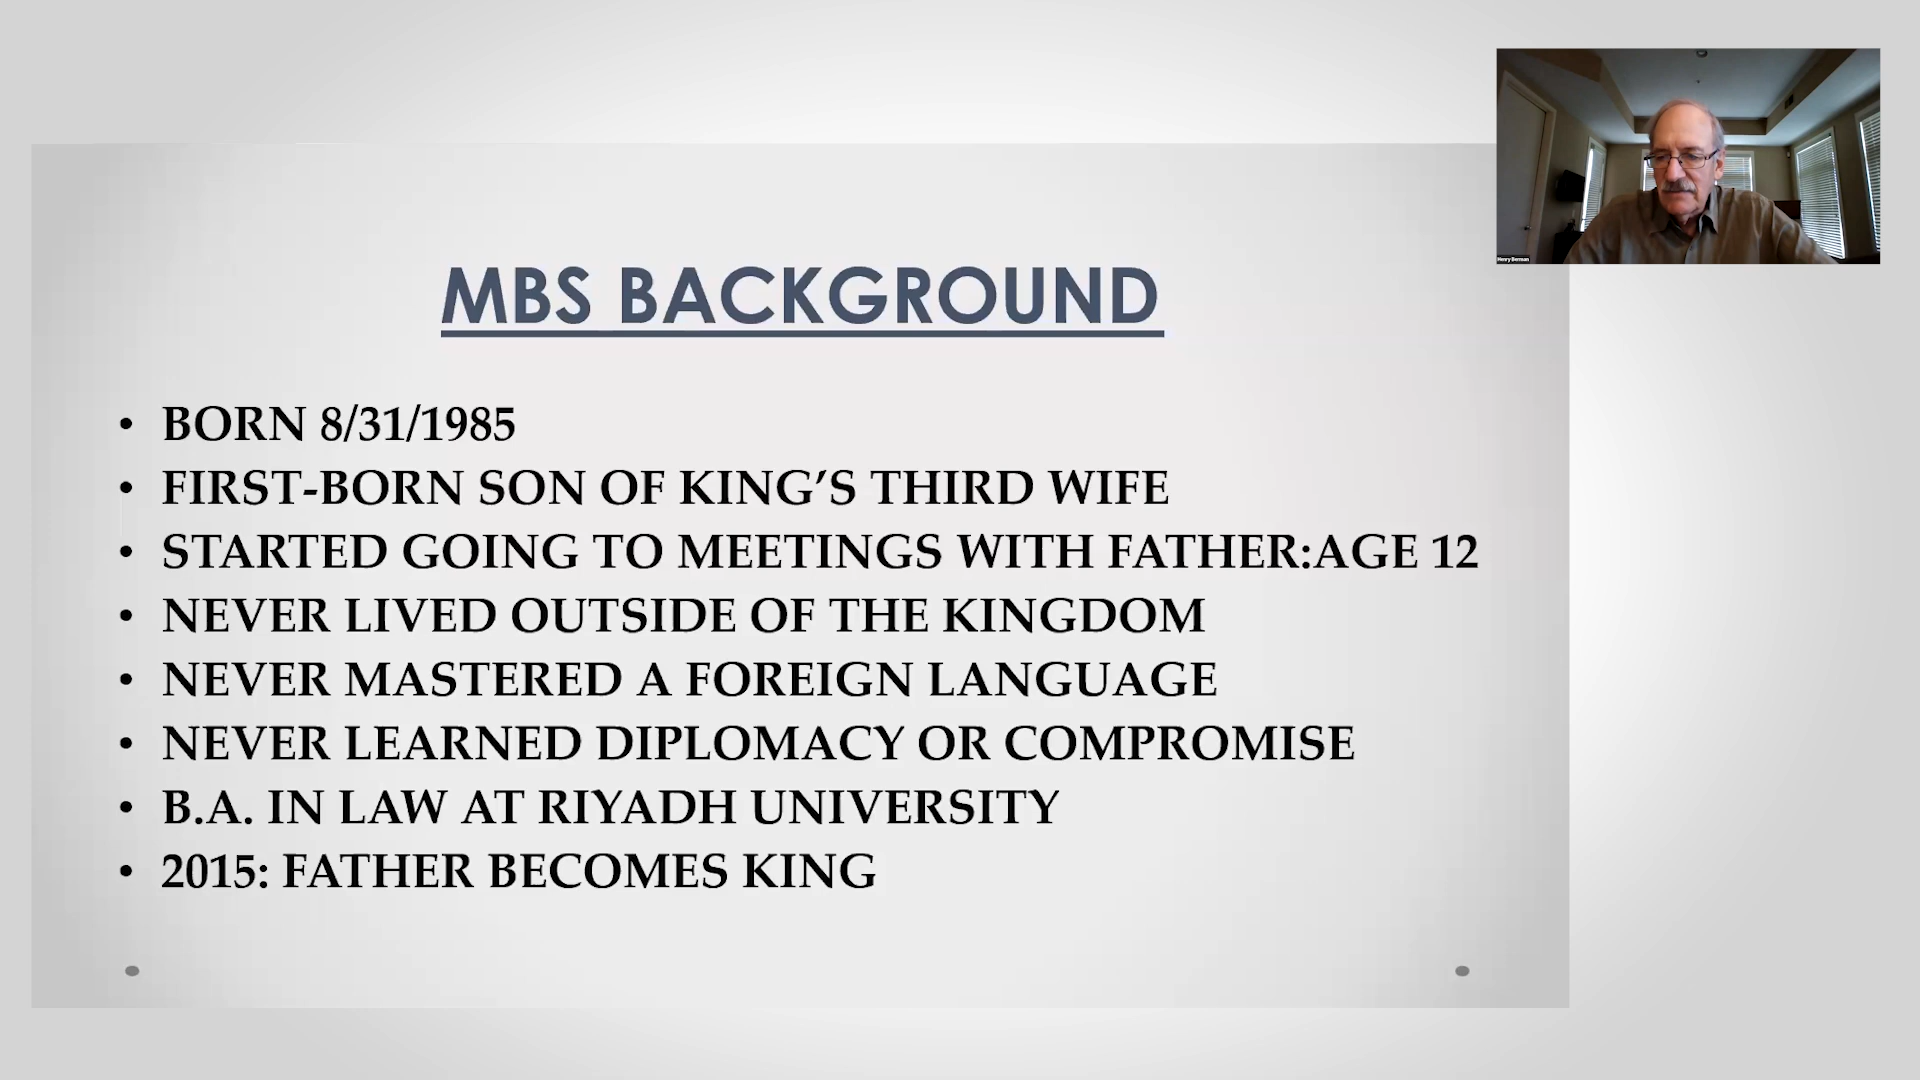 Henry Berman
MBS BACKGROUND
• BORN 8/31/1985
• FIRST-BORN SON OF KING’S THIRD WIFE
• STARTED GOING TO MEETINGS WITH FATHER:AGE 12
• NEVER LIVED OUTSIDE OF THE KINGDOM
• NEVER MASTERED A FOREIGN LANGUAGE
• NEVER LEARNED DIPLOMACY OR COMPROMISE
• B.A. IN LAW AT RIYADH UNIVERSITY
• 2015: FATHER BECOMES KING